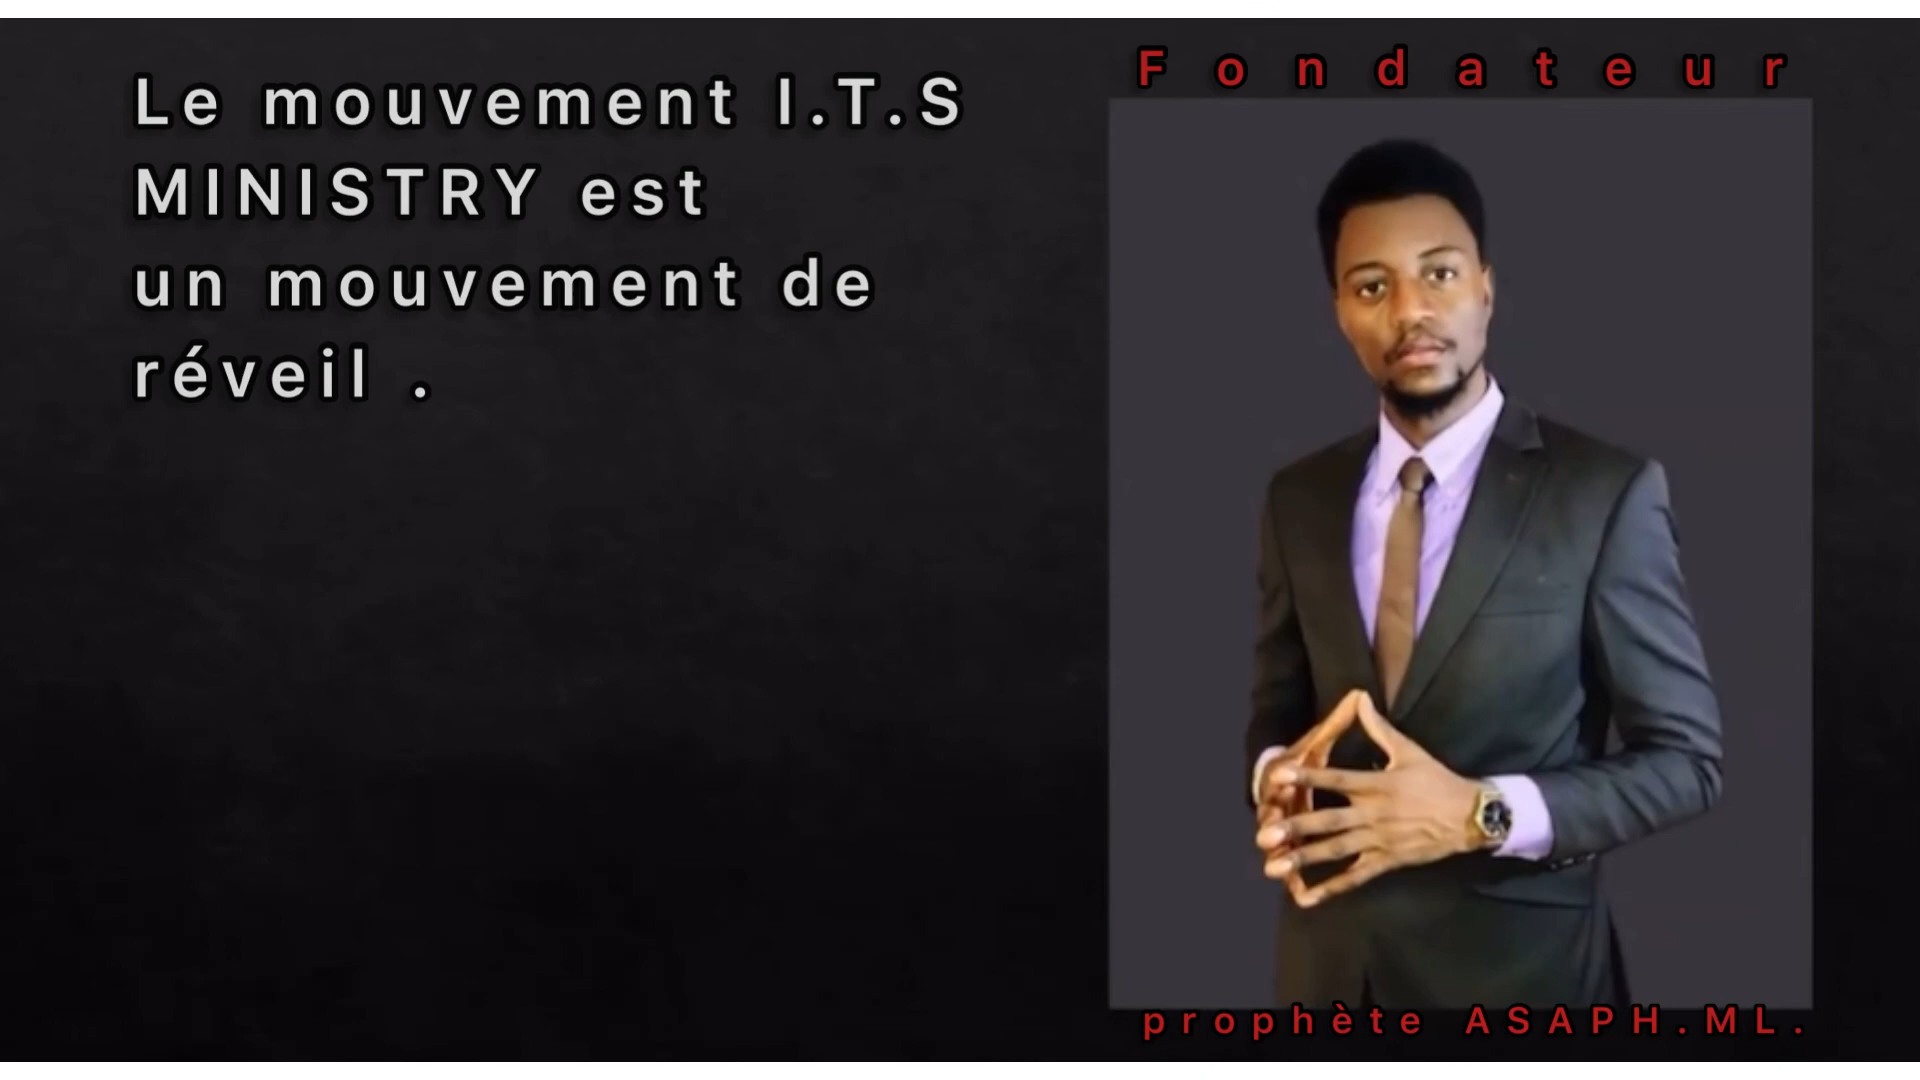 Le mouvement I.T.S
MINISTRY est
un mouvement de
réveil .
Fondateur
prophète ASAPH.ML.